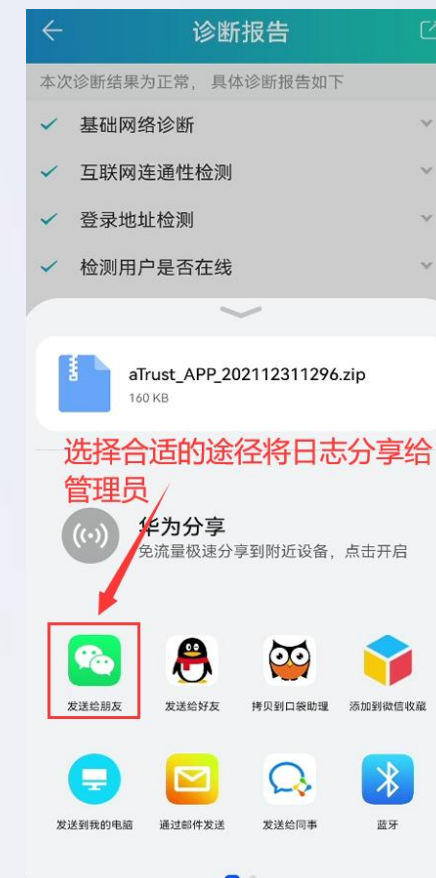 诊断报告
本次诊断结果为正常， 具体诊断报告如下
基础网络诊断
互联网连通性检测
登录地址检测
检测用户是否在线
aTrust_APP_202112311296.zip
160 KB
选择合适的途径将日志分享给
管理员
华为分享
免流量极速分享到附近设备，点击开启
发送给朋友 发送给好友 拷贝到口袋助理 添加到微信收藏
发送到我的电脑 通过邮件发送 发送给同事 蓝牙